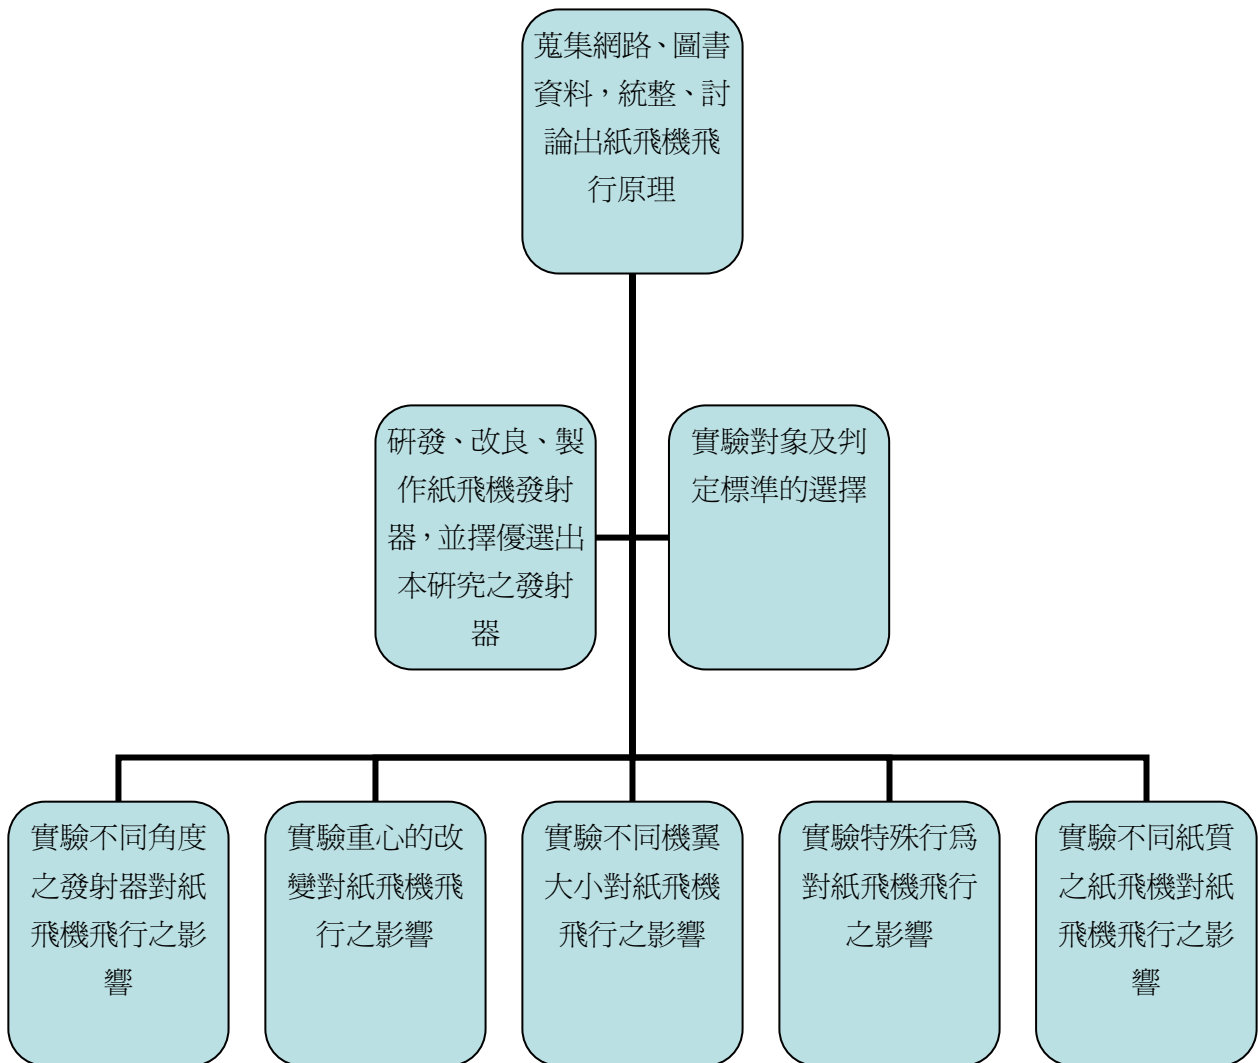 蒐集網路、圖書
資料，統整、討
論出紙飛機飛
行原理
研發、改良、製
作紙飛機發射
器，並擇優選出
本研究之發射
器
實驗對象及判
定標準的選擇
實驗不同角度
之發射器對紙
飛機飛行之影
響
實驗重心的改
變對紙飛機飛
行之影響
實驗不同機翼
大小對紙飛機
飛行之影響
實驗特殊行為
對紙飛機飛行
之影響
實驗不同紙質
之紙飛機對紙
飛機飛行之影
響